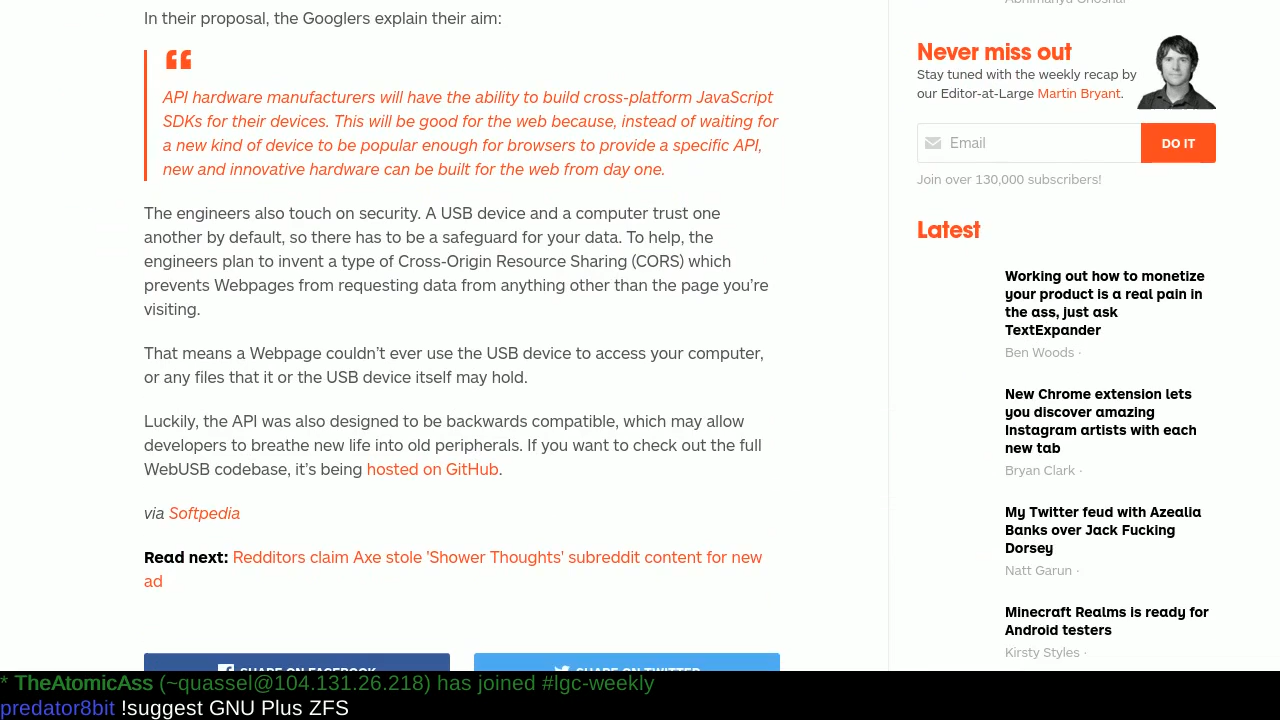 In their proposal, the Googlers explain their aim:
API hardware manufacturers will have the ability to build cross-platform JavaScript
SDKs for their devices. This will be good for the web because, instead of waiting for
a new kind of device to be popular enough for browsers to provide a specific API,
new and innovative hardware can be built for the web from day one.
The engineers also touch on security. A USB device and a computer trust one
another by default, so there has to be a safeguard for your data. To help, the
engineers plan to invent a type of Cross-Origin Resource Sharing (CORS) which
prevents Webpages from requesting data from anything other than the page you're
visiting.
That means a Webpage couldn't ever use the USB device to access your computer,
or any files that it or the USB device itself may hold.
Luckily, the API was also designed to be backwards compatible, which may allow
developers to breathe new life into old peripherals. If you want to check out the full
WebUSB codebase, it's being hosted on GitHub.
via Softpedia
Read next: Redditors claim Axe stole 'Shower Thoughts' subreddit content for new
ad
SHARE ON FACEBOOK
SHARE ON TWITTER
Never miss out
Stay tuned with the weekly recap by
our Editor-at-Large Martin Bryant.
Email
DO IT
Join over 130,000 subscribers!
Latest
Working out how to monetize
your product is a real pain in
the ass, just ask
TextExpander
Ben Woods ·
New Chrome extension lets
you discover amazing
Instagram artists with each
new tab
Bryan Clark ·
My Twitter feud with Azealia
Banks over Jack Fucking
Dorsey
Natt Garun ·
Minecraft Realms is ready for
Android testers
Kirsty Styles ·
* TheAtomicAss (~quassel@104.131.26.218) has joined #lgc-weekly
predator8bit !suggest GNU Plus ZFS